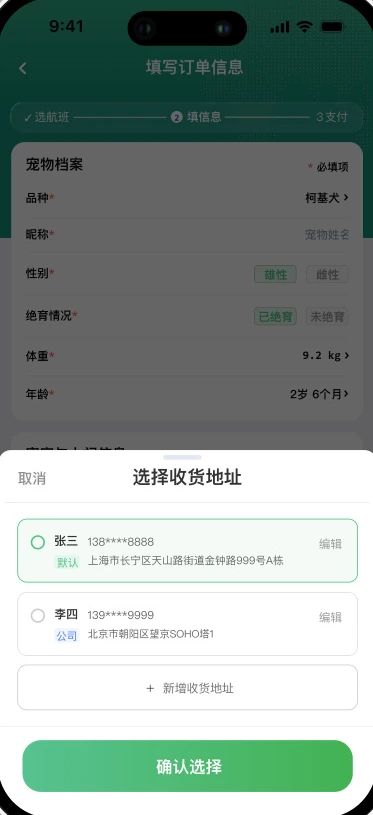 9:41
填写订单信息
✓选航班 2 填信息 3支付
宠物档案 * 必填项
品种* 柯基犬
昵称* 宠物姓名
性别* 雄性 雌性
绝育情况* 已绝育 未绝育
体重* 9.2 kg
年龄* 2岁 6个月
取消 选择收货地址
张三 138****8888 编辑
默认 上海市长宁区天山路街道金钟路999号A栋
李四 139****9999 编辑
公司 北京市朝阳区望京SOHO塔1
+ 新增收货地址
确认选择